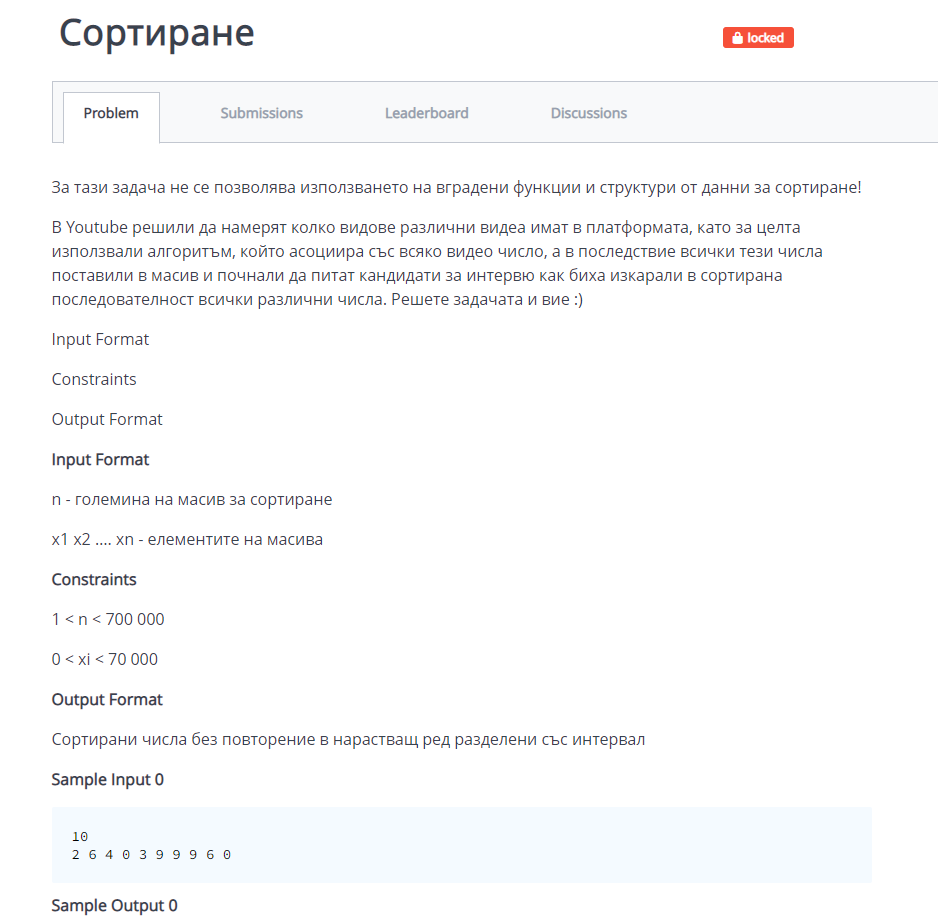 Сортиране
locked
Problem Submissions Leaderboard Discussions
За тази задача не се позволява използването на вградени функции и структури от данни за сортиране!
В Youtube решили да намерят колко видове различни видеа имат в платформата, като за целта
използвали алгоритъм, който асоциира със всяко видео число, а в последствие всички тези числа
поставили в масив и почнали да питат кандидати за интервю как биха изкарали в сортирана
последователност всички различни числа. Решете задачата и вие :)
Input Format
Constraints
Output Format
Input Format
n - големина на масив за сортиране
x1 x2 .... xn - елементите на масива
Constraints
1 < n < 700 000
0 < xi < 70 000
Output Format
Сортирани числа без повторение в нарастващ ред разделени със интервал
Sample Input 0
10
2 6 4 0 3 9 9 9 6 0
Sample Output 0